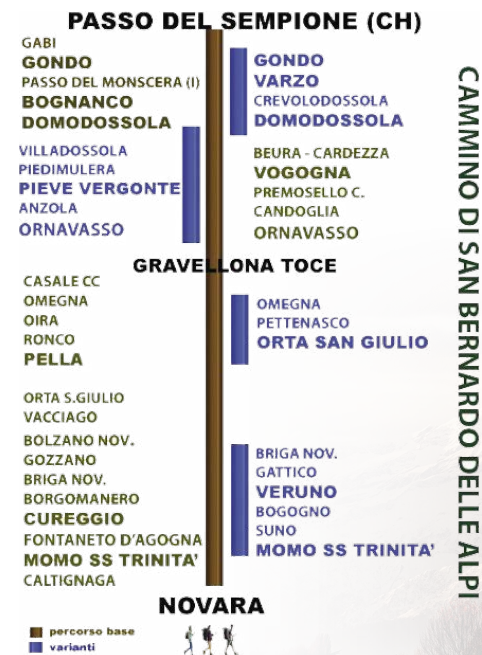 PASSO DEL SEMPIONE (CH)
GABI
GONDO
PASSO DEL MONSCERA (I)
BOGNANCO
DOMODOSSOLA
GONDO
VARZO
CREVOLODOSSOLA
DOMODOSSOLA
VILLADOSSOLA
PIEDIMULERA
PIEVE VERGONTE
ANZOLA
ORNAVASSO
BEURA - CARDEZZA
VOGOGNA
PREMOSELLO C.
CANDOGLIA
ORNAVASSO
GRAVELLONA TOCE
CASALE CC
OMEGNA
OIRA
RONCO
PELLA
OMEGNA
PETTENASCO
ORTA SAN GIULIO
ORTA S.GIULIO
VACCIAGO
BOLZANO NOV.
GOZZANO
BRIGA NOV.
BORGOMANERO
CUREGGIO
FONTANETO D'AGOGNA
MOMO SS TRINITA'
CALTIGNAGA
BRIGA NOV.
GATTICO
VERUNO
BOGOGNO
SUNO
MOMO SS TRINITA'
NOVARA
percorso base
varianti
CAMMINO DI SAN BERNARDO DELLE ALPI